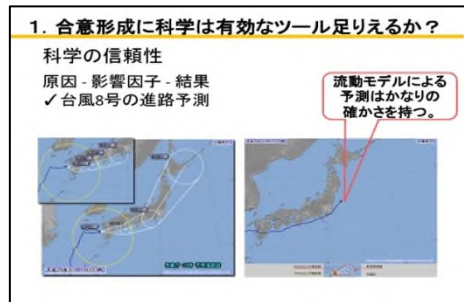 1. 合意形成に科学は有効なツール足りえるか？
科学の信頼性
原因 - 影響因子 - 結果
✓台風8号の進路予測
流動モデルによる
予測はかなりの
確かさを持つ。